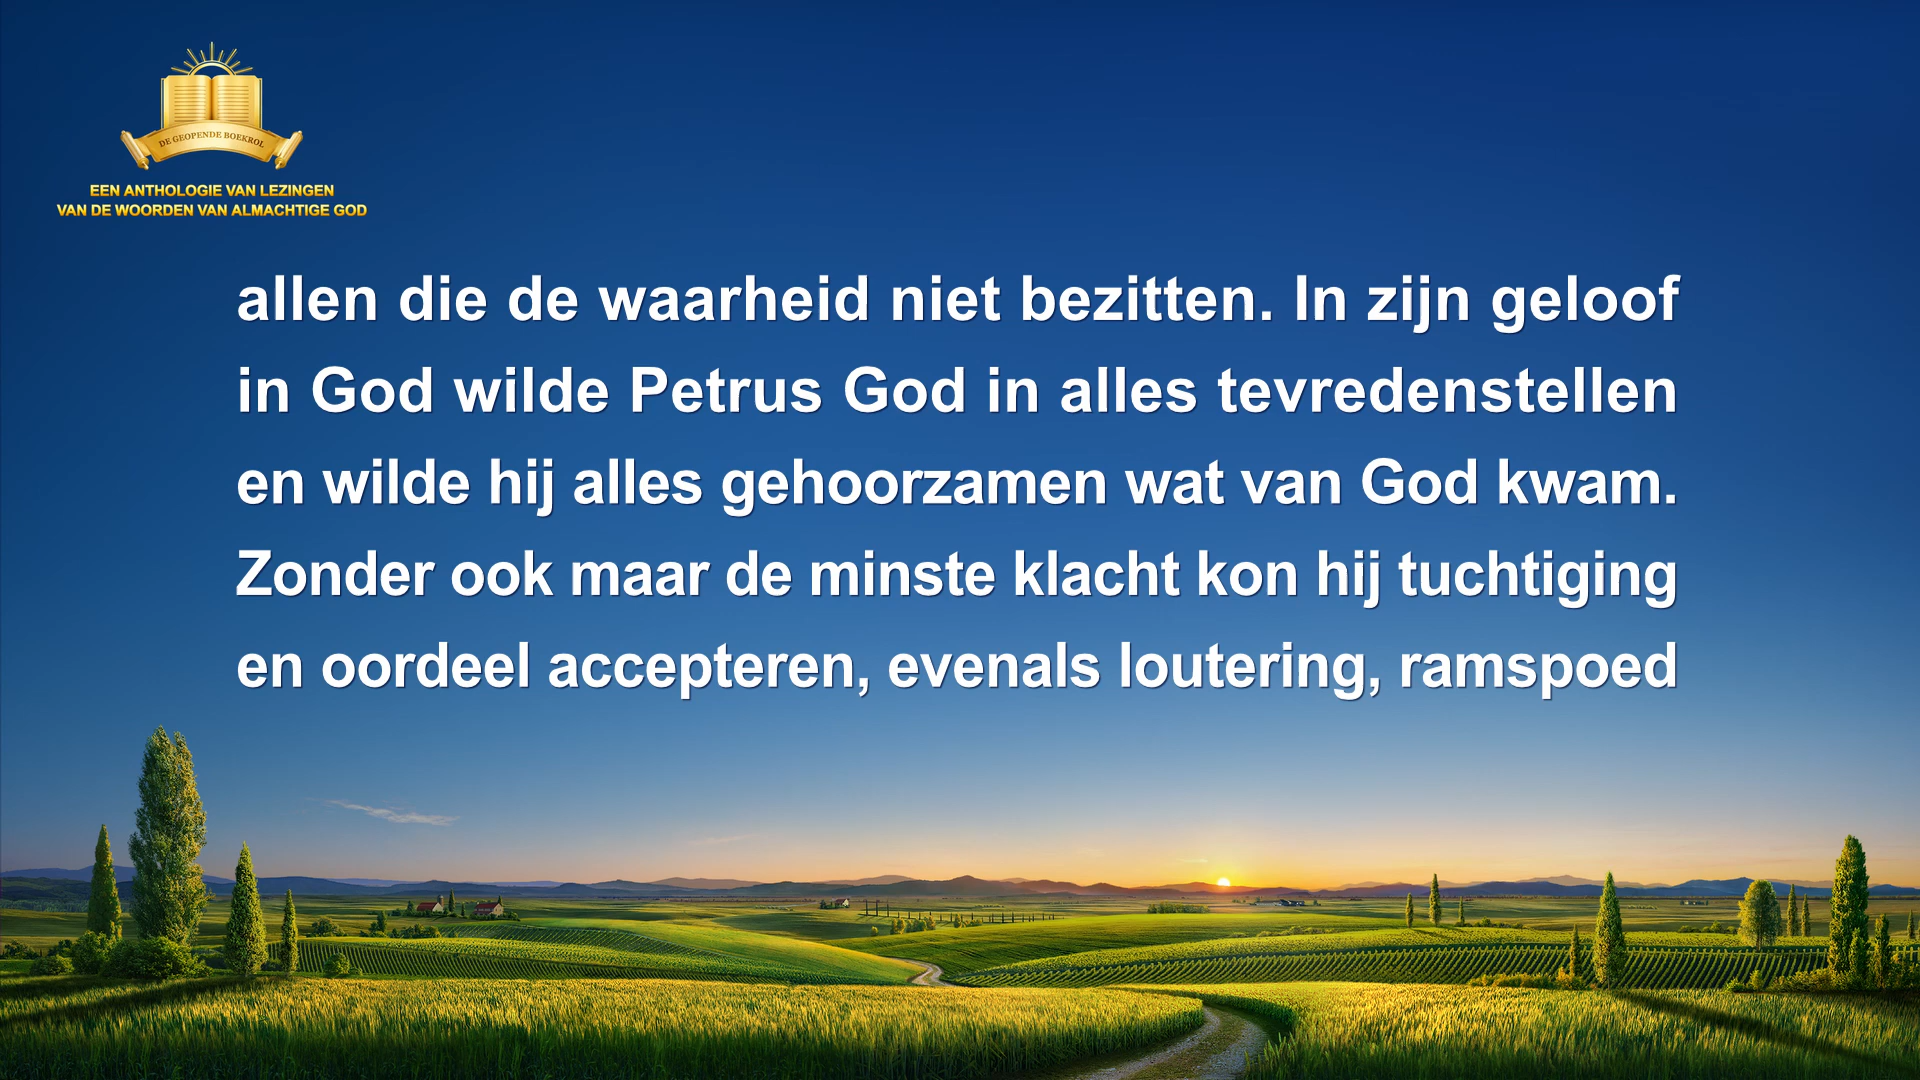 DE GEOPENDE BOEKROL
EEN ANTHOLOGIE VAN LEZINGEN
VAN DE WOORDEN VAN ALMACHTIGE GOD
allen die de waarheid niet bezitten. In zijn geloof
in God wilde Petrus God in alles tevredenstellen
en wilde hij alles gehoorzamen wat van God kwam.
Zonder ook maar de minste klacht kon hij tuchtiging
en oordeel accepteren, evenals loutering, ramspoed